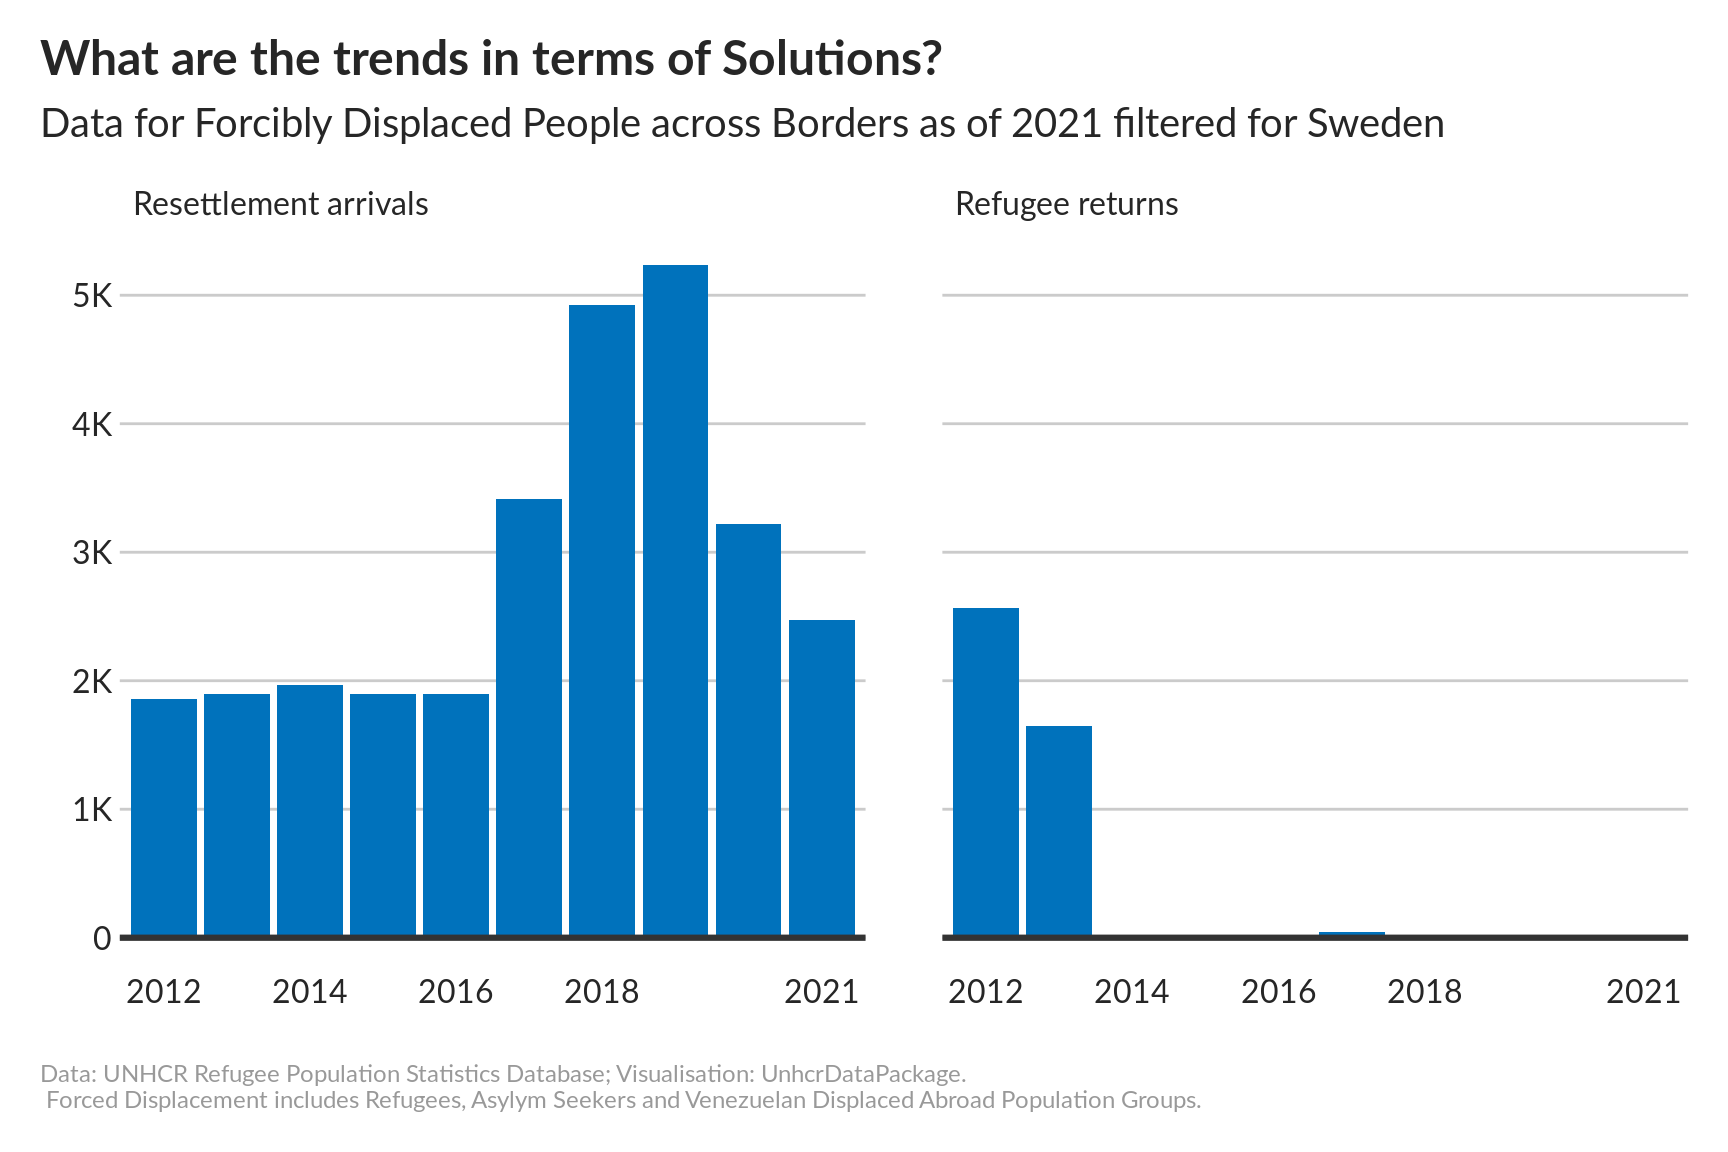 What are the trends in terms of Solutions?
Data for Forcibly Displaced People across Borders as of 2021 filtered for Sweden
Resettlement arrivals
Refugee returns
5K
4K
3K
2K
1K
0
2012 2014 2016 2018 2021
2012 2014 2016 2018 2021
Data: UNHCR Refugee Population Statistics Database; Visualisation: UnhcrDataPackage.
Forced Displacement includes Refugees, Asylym Seekers and Venezuelan Displaced Abroad Population Groups.